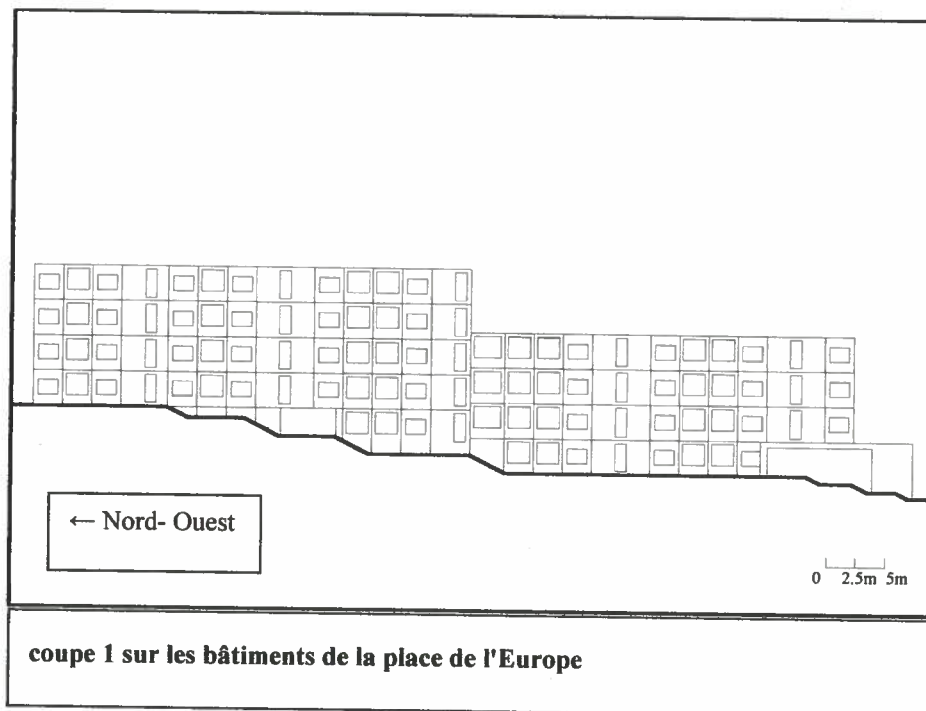 ← Nord- Ouest
0 2.5m 5m
coupe 1 sur les bâtiments de la place de l'Europe